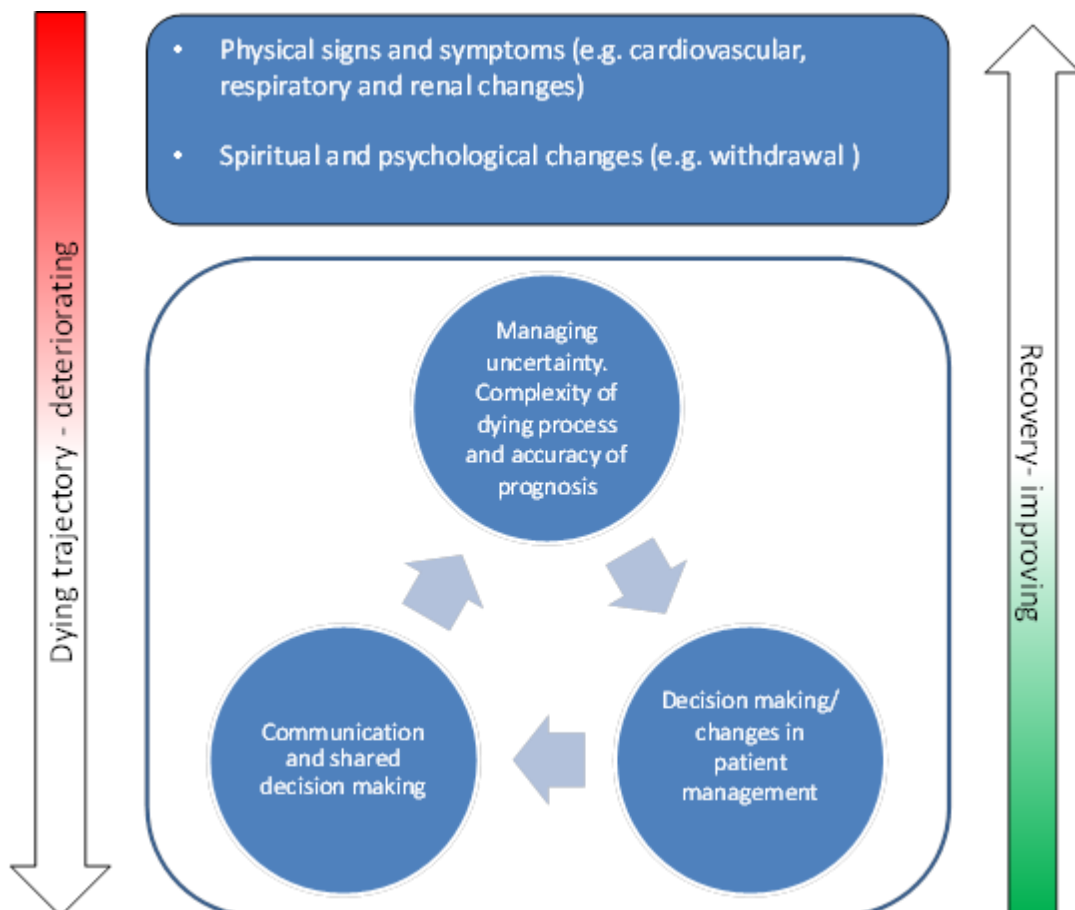 • Physical signs and symptoms (e.g. cardiovascular,
respiratory and renal changes)
• Spiritual and psychological changes (e.g. withdrawal )
Dying trajectory - deteriorating
Managing
uncertainty.
Complexity of
dying process
and accuracy of
prognosis
Communication
and shared
decision making
Decision making/
changes in
patient
management
Recovery- improving